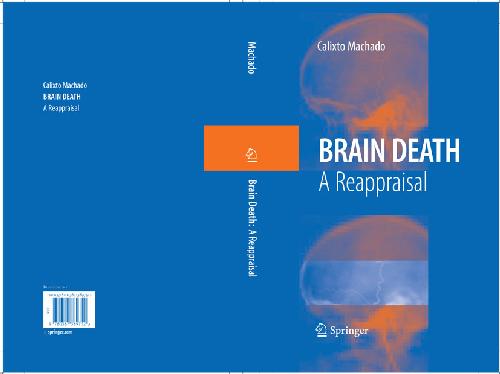 Calixto Machado
BRAIN DEATH
A Reappraisal
springer.com
Machado
Brain Death: A Reappraisal
Calixto Machado
BRAIN DEATH
A Reappraisal
Springer